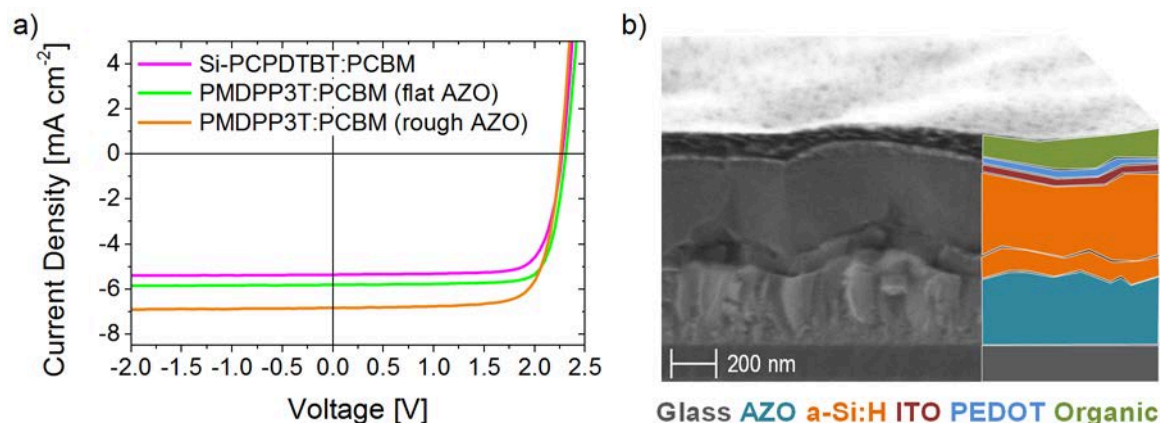 a)
Current Density [mA cm⁻²]
4
2
0
-2
-4
-6
-8
Si-PCPDTBT:PCBM
PMDPP3T:PCBM (flat AZO)
PMDPP3T:PCBM (rough AZO)
-2.0 -1.5 -1.0 -0.5 0.0 0.5 1.0 1.5 2.0 2.5
Voltage [V]
b)
200 nm
Glass AZO a-Si:H ITO PEDOT Organic